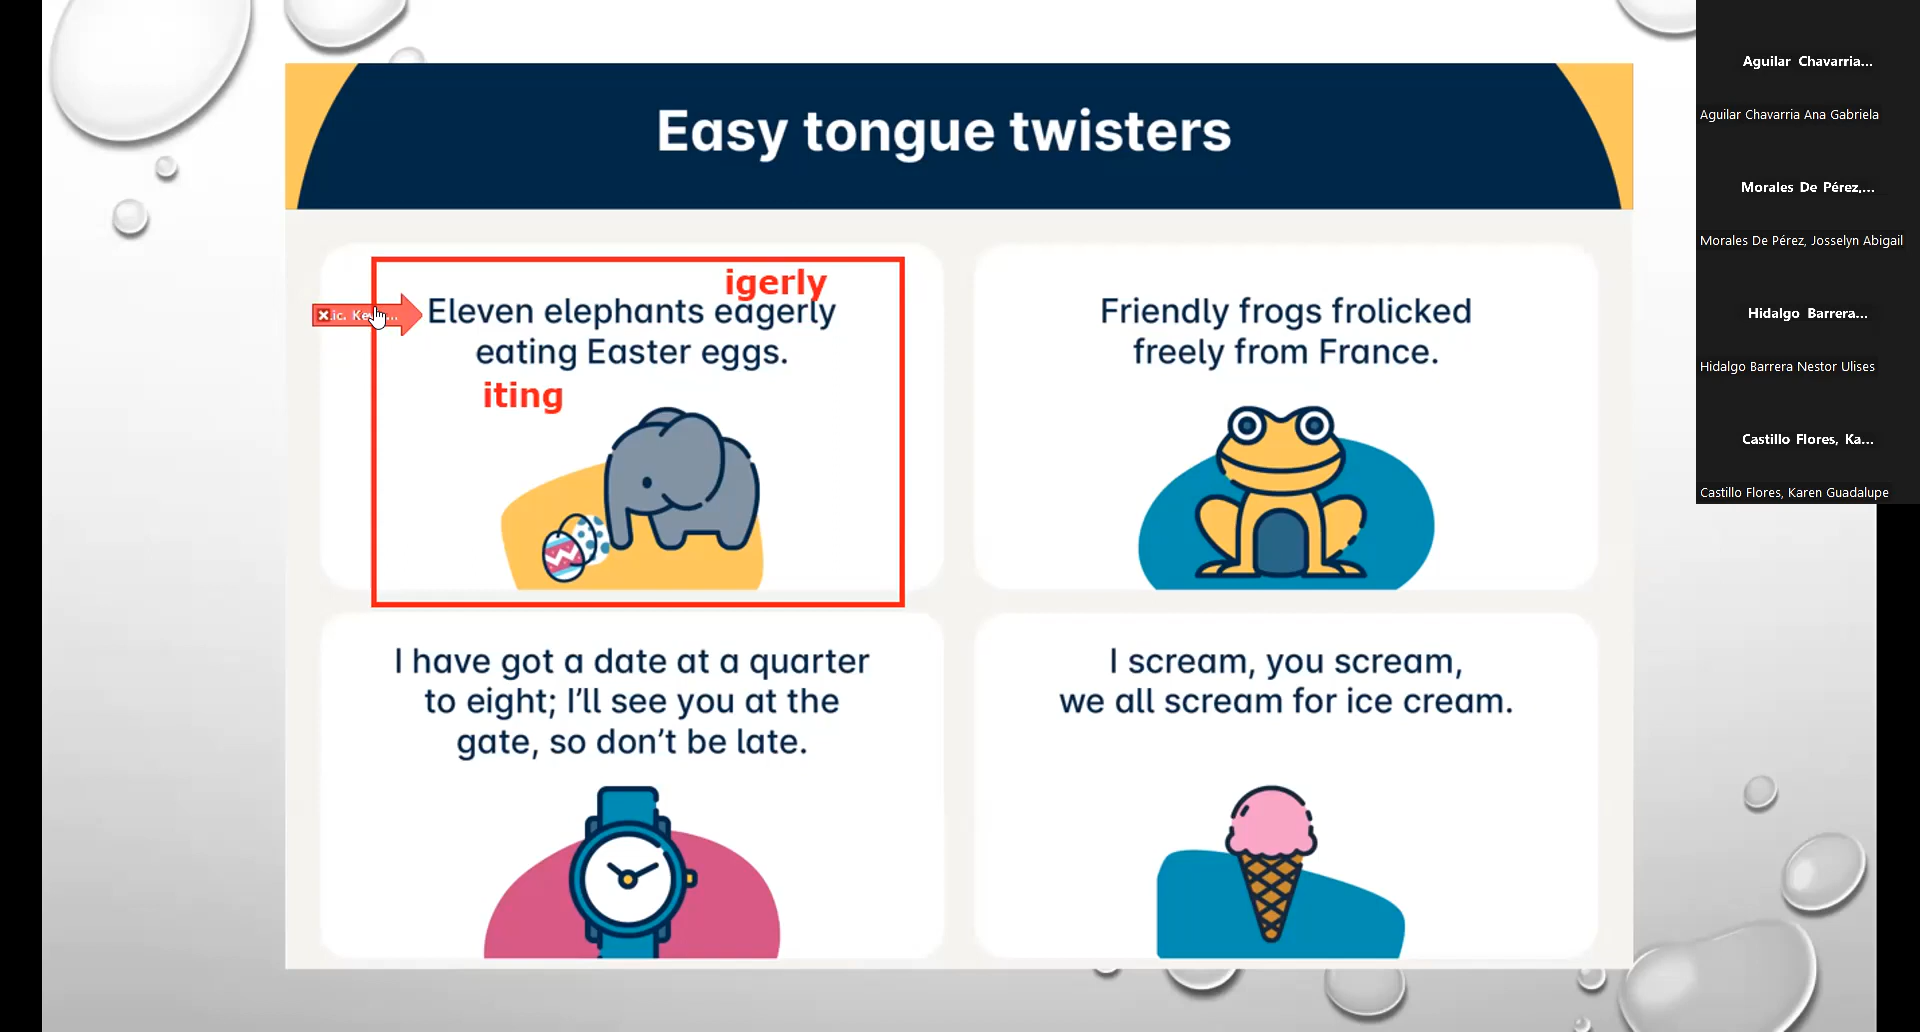 Easy tongue twisters
igerly
Eleven elephants eagerly
eating Easter eggs.
iting
Friendly frogs frolicked
freely from France.
I have got a date at a quarter
to eight; I'll see you at the
gate, so don't be late.
I scream, you scream,
we all scream for ice cream.
Aguilar Chavarria...
Aguilar Chavarria Ana Gabriela
Morales De Pérez,...
Morales De Pérez, Josselyn Abigail
Hidalgo Barrera...
Hidalgo Barrera Nestor Ulises
Castillo Flores, Ka...
Castillo Flores, Karen Guadalupe